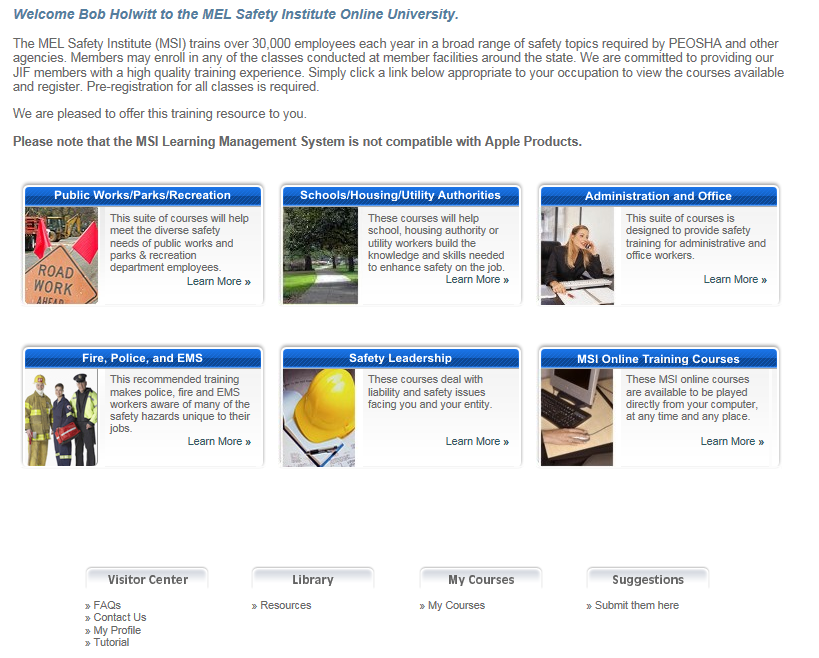 Welcome Bob Holwitt to the MEL Safety Institute Online University.
The MEL Safety Institute (MSI) trains over 30,000 employees each year in a broad range of safety topics required by PEOSHA and other
agencies. Members may enroll in any of the classes conducted at member facilities around the state. We are committed to providing our
JIF members with a high quality training experience. Simply click a link below appropriate to your occupation to view the courses available
and register. Pre-registration for all classes is required.
We are pleased to offer this training resource to you.
Please note that the MSI Learning Management System is not compatible with Apple Products.
Public Works/Parks/Recreation
This suite of courses will help
meet the diverse safety
needs of public works and
parks & recreation
department employees.
Learn More »
ROAD
WORK
AHEAD
Schools/Housing/Utility Authorities
These courses will help
school, housing authority or
utility workers build the
knowledge and skills needed
to enhance safety on the job.
Learn More »
Administration and Office
This suite of courses is
designed to provide safety
training for administrative and
office workers.
Learn More »
Fire, Police, and EMS
This recommended training
makes police, fire and EMS
workers aware of many of the
safety hazards unique to their
jobs.
Learn More »
Safety Leadership
These courses deal with
liability and safety issues
facing you and your entity.
Learn More »
MSI Online Training Courses
These MSI online courses
are available to be played
directly from your computer,
at any time and any place.
Learn More »
Visitor Center
» FAQs
» Contact Us
» My Profile
» Tutorial
Library
» Resources
My Courses
» My Courses
Suggestions
» Submit them here